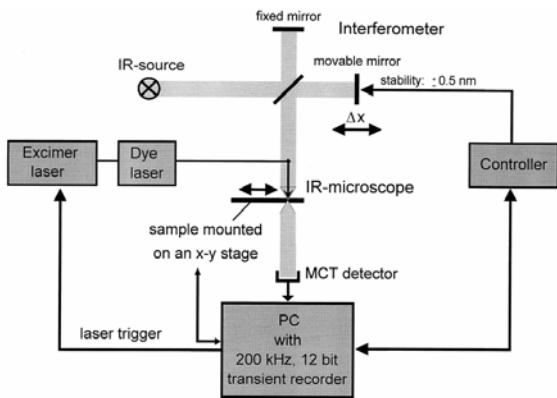 fixed mirror
Interferometer
IR-source
movable mirror
stability: ±0.5 nm
Δx
Excimer
laser
Dye
laser
Controller
IR-microscope
sample mounted
on an x-y stage
MCT detector
PC
with
200 kHz, 12 bit
transient recorder
laser trigger